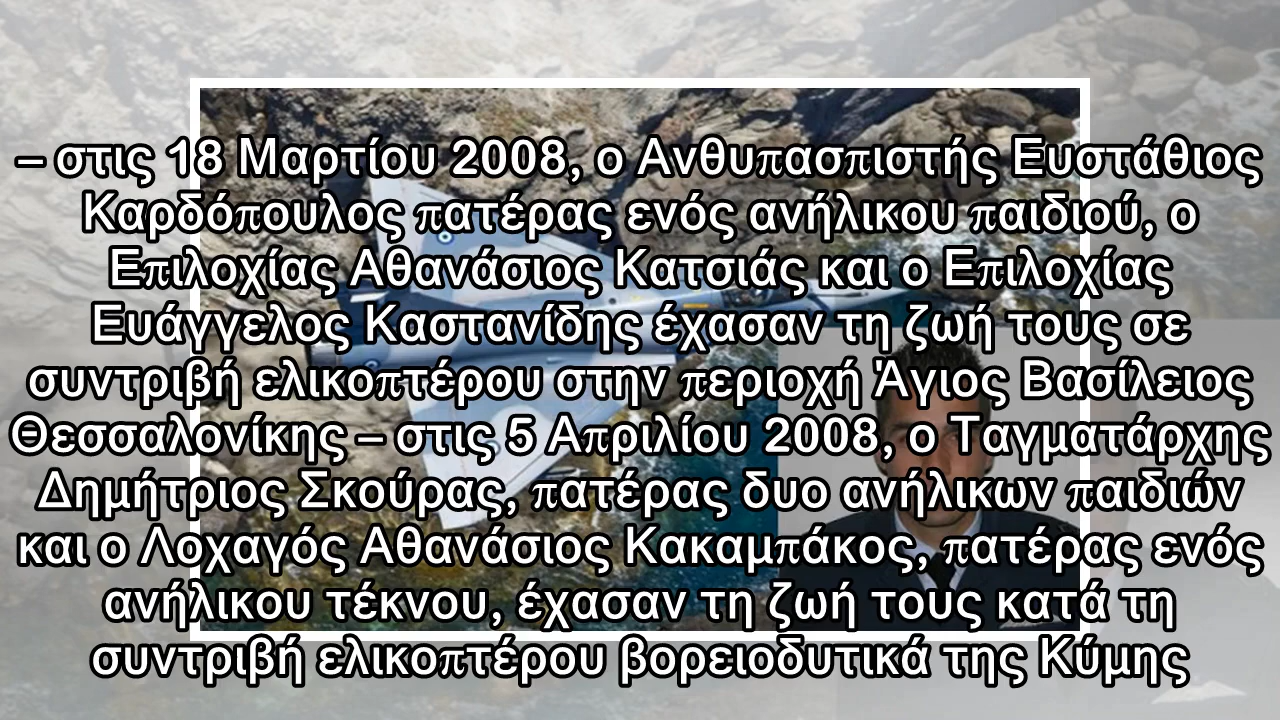 – στις 18 Μαρτίου 2008, ο Ανθυπασπιστής Ευστάθιος
Καρδόπουλος πατέρας ενός ανήλικου παιδιού, ο
Επιλοχίας Αθανάσιος Κατσιάς και ο Επιλοχίας
Ευάγγελος Καστανίδης έχασαν τη ζωή τους σε
συντριβή ελικοπτέρου στην περιοχή Άγιος Βασίλειος
Θεσσαλονίκης – στις 5 Απριλίου 2008, ο Ταγματάρχης
Δημήτριος Σκούρας, πατέρας δυο ανήλικων παιδιών
και ο Λοχαγός Αθανάσιος Κακαμπάκος, πατέρας ενός
ανήλικου τέκνου, έχασαν τη ζωή τους κατά τη
συντριβή ελικοπτέρου βορειοδυτικά της Κύμης